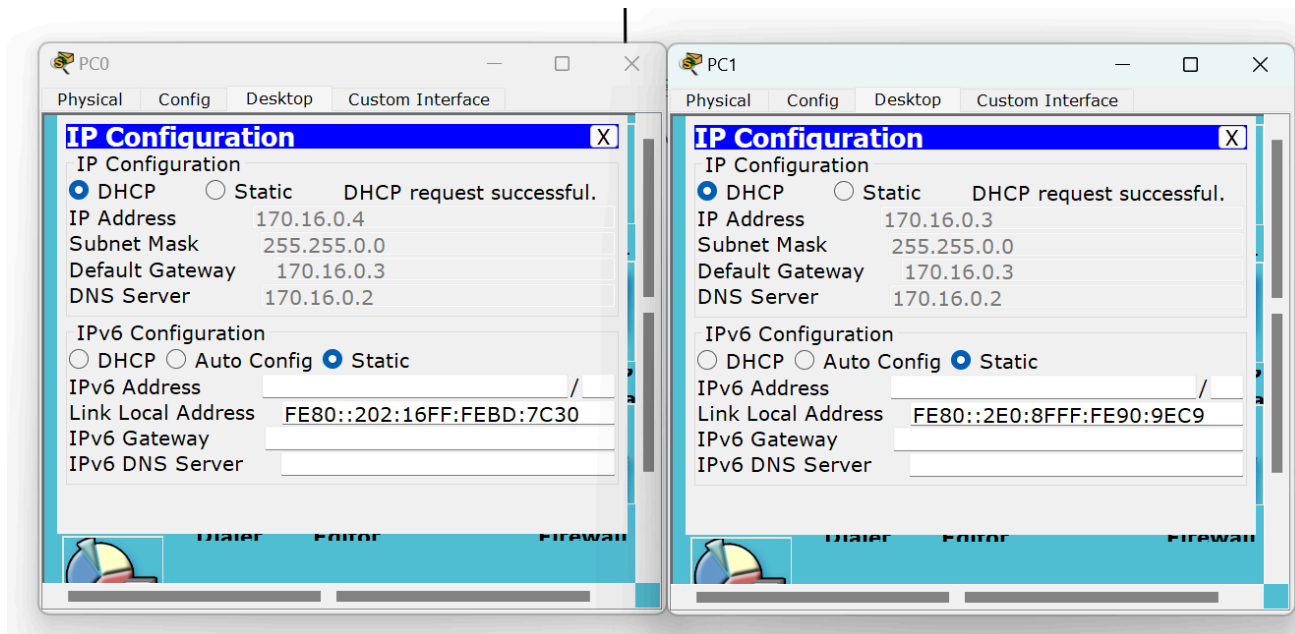 PC0
Physical Config Desktop Custom Interface
IP Configuration X
IP Configuration
DHCP Static DHCP request successful.
IP Address 170.16.0.4
Subnet Mask 255.255.0.0
Default Gateway 170.16.0.3
DNS Server 170.16.0.2
IPv6 Configuration
DHCP Auto Config Static
IPv6 Address /
Link Local Address FE80::202:16FF:FEBD:7C30
IPv6 Gateway
IPv6 DNS Server
Dialer Editor Firewall
PC1
Physical Config Desktop Custom Interface
IP Configuration X
IP Configuration
DHCP Static DHCP request successful.
IP Address 170.16.0.3
Subnet Mask 255.255.0.0
Default Gateway 170.16.0.3
DNS Server 170.16.0.2
IPv6 Configuration
DHCP Auto Config Static
IPv6 Address /
Link Local Address FE80::2E0:8FFF:FE90:9EC9
IPv6 Gateway
IPv6 DNS Server
Dialer Editor Firewall